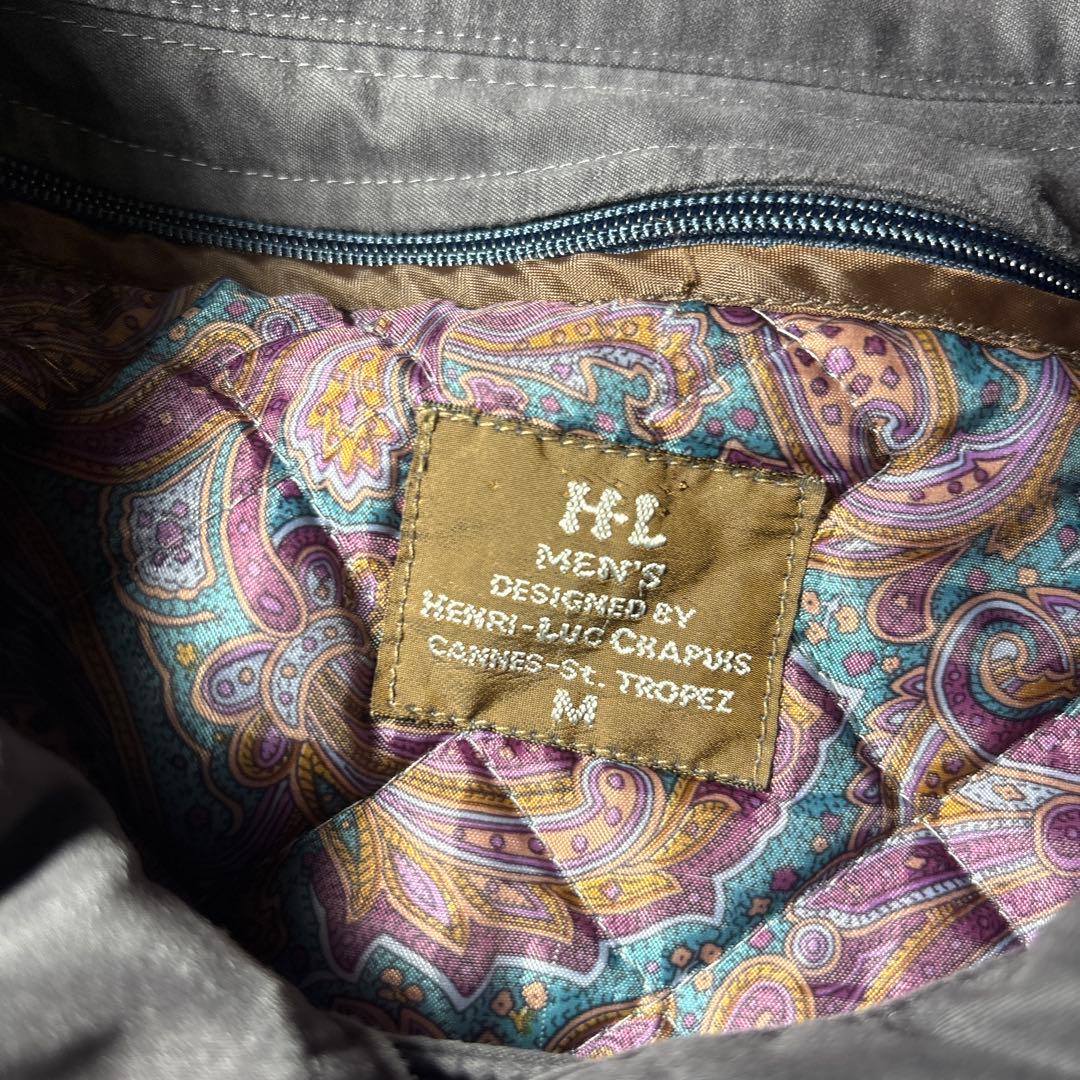 H-L
MEN'S
DESIGNED BY
HENRI-LUC CHAPUIS
CANNES-St. TROPEZ
M